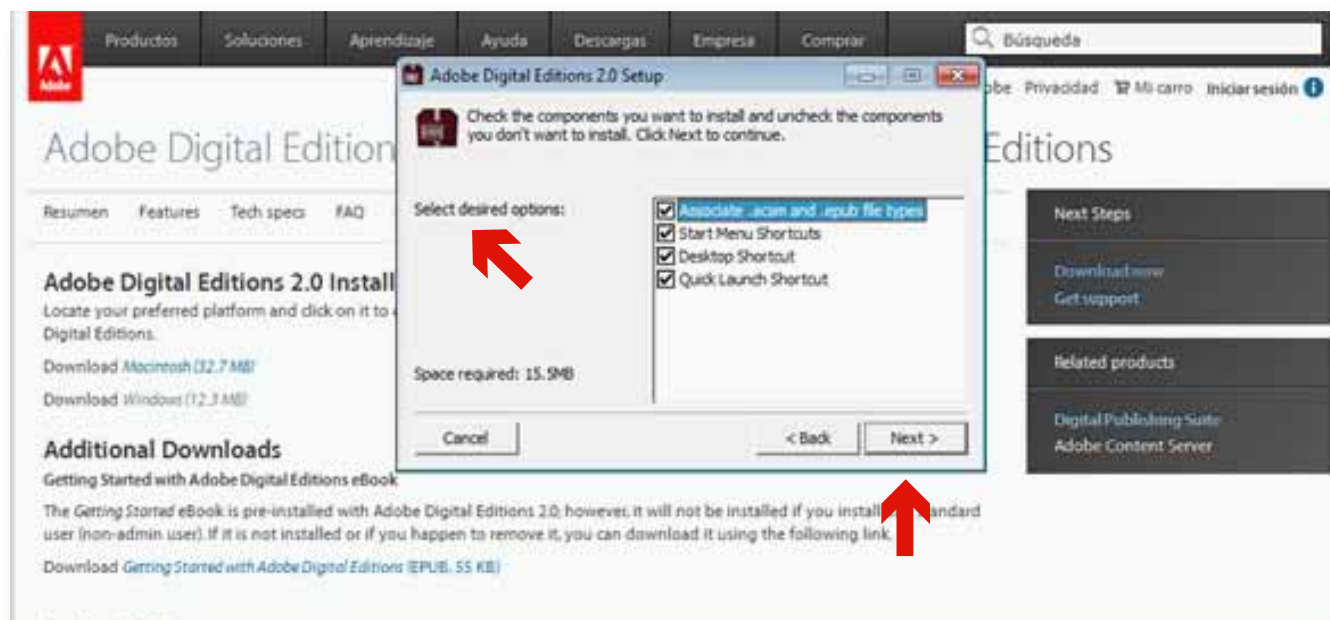 Productos Soluciones Aprendizaje Ayuda Descargas Empresa Comprar Búsqueda
Adobe
Privacidad Mi carro Iniciar sesión
Adobe Digital Edition
Editions
Resumen Features Tech specs FAQ
Adobe Digital Editions 2.0 Install
Locate your preferred platform and click on it to
Digital Editions.
Download Macintosh (32.7 MB)
Download Windows (12.3 MB)
Additional Downloads
Getting Started with Adobe Digital Editions eBook
The Getting Started eBook is pre-installed with Adobe Digital Editions 2.0; however, it will not be installed if you install
user (non-admin user). If it is not installed or if you happen to remove it, you can download it using the following link
Download Getting Started with Adobe Digital Editions (EPUB, 55 KB)
Adobe Digital Editions 2.0 Setup
Check the components you want to install and uncheck the components
you don't want to install. Click Next to continue.
Select desired options:
Associate .acsm and .epub file types
Start Menu Shortcuts
Desktop Shortcut
Quick Launch Shortcut
Space required: 15.5MB
Cancel < Back Next >
Next Steps
Download now
Get support
Related products
Digital Publishing Suite
Adobe Content Server